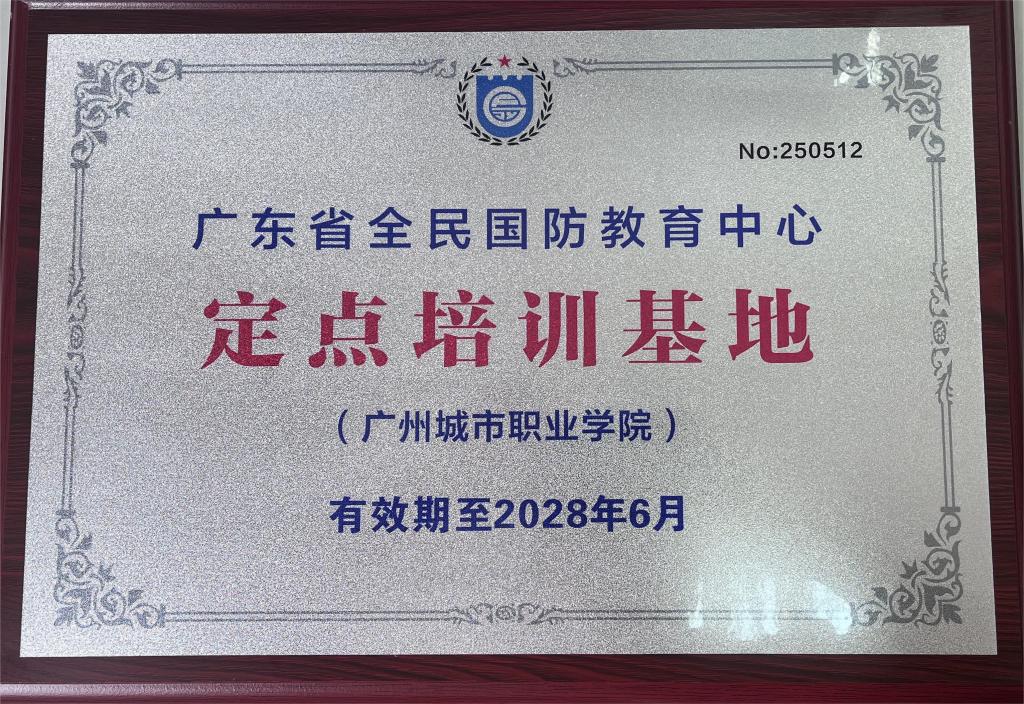 No:250512
广东省全民国防教育中心
定点培训基地
（广州城市职业学院）
有效期至2028年6月